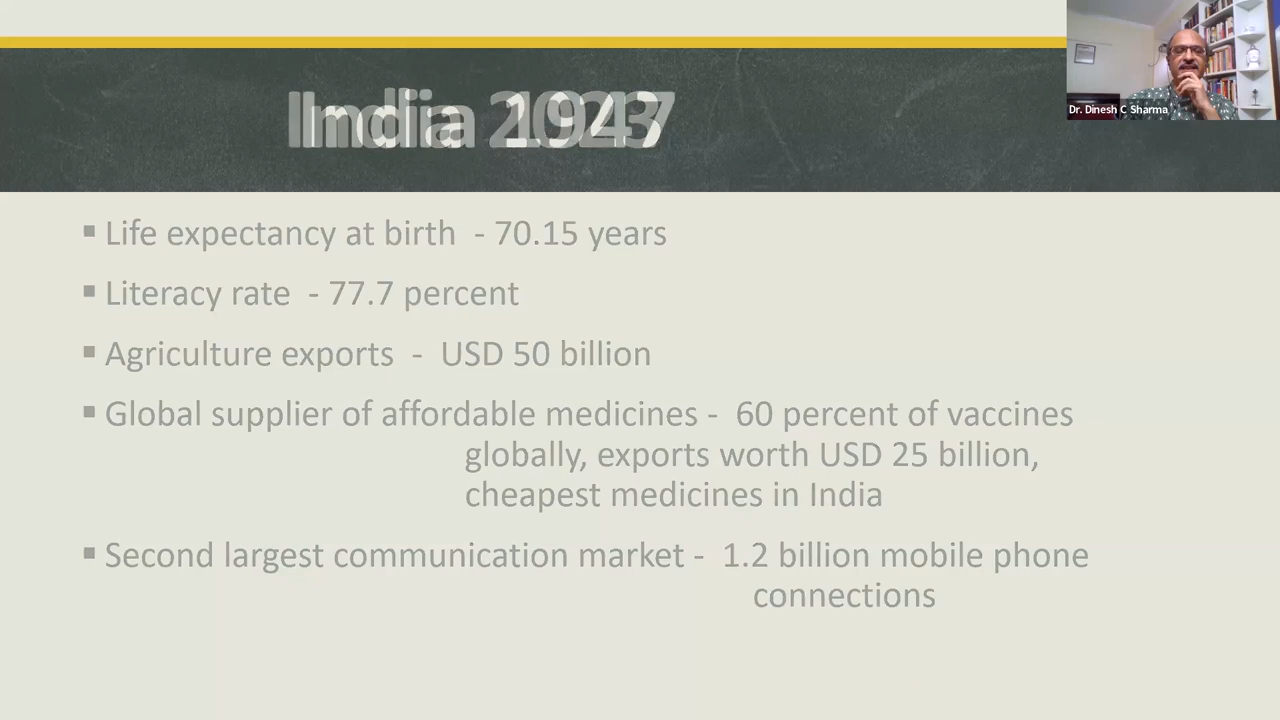 India
▪ Life expectancy at birth - 70.15 years
▪ Literacy rate - 77.7 percent
▪ Agriculture exports - USD 50 billion
▪ Global supplier of affordable medicines - 60 percent of vaccines
globally, exports worth USD 25 billion,
cheapest medicines in India
▪ Second largest communication market - 1.2 billion mobile phone
connections
Dr. Dinesh C Sharma